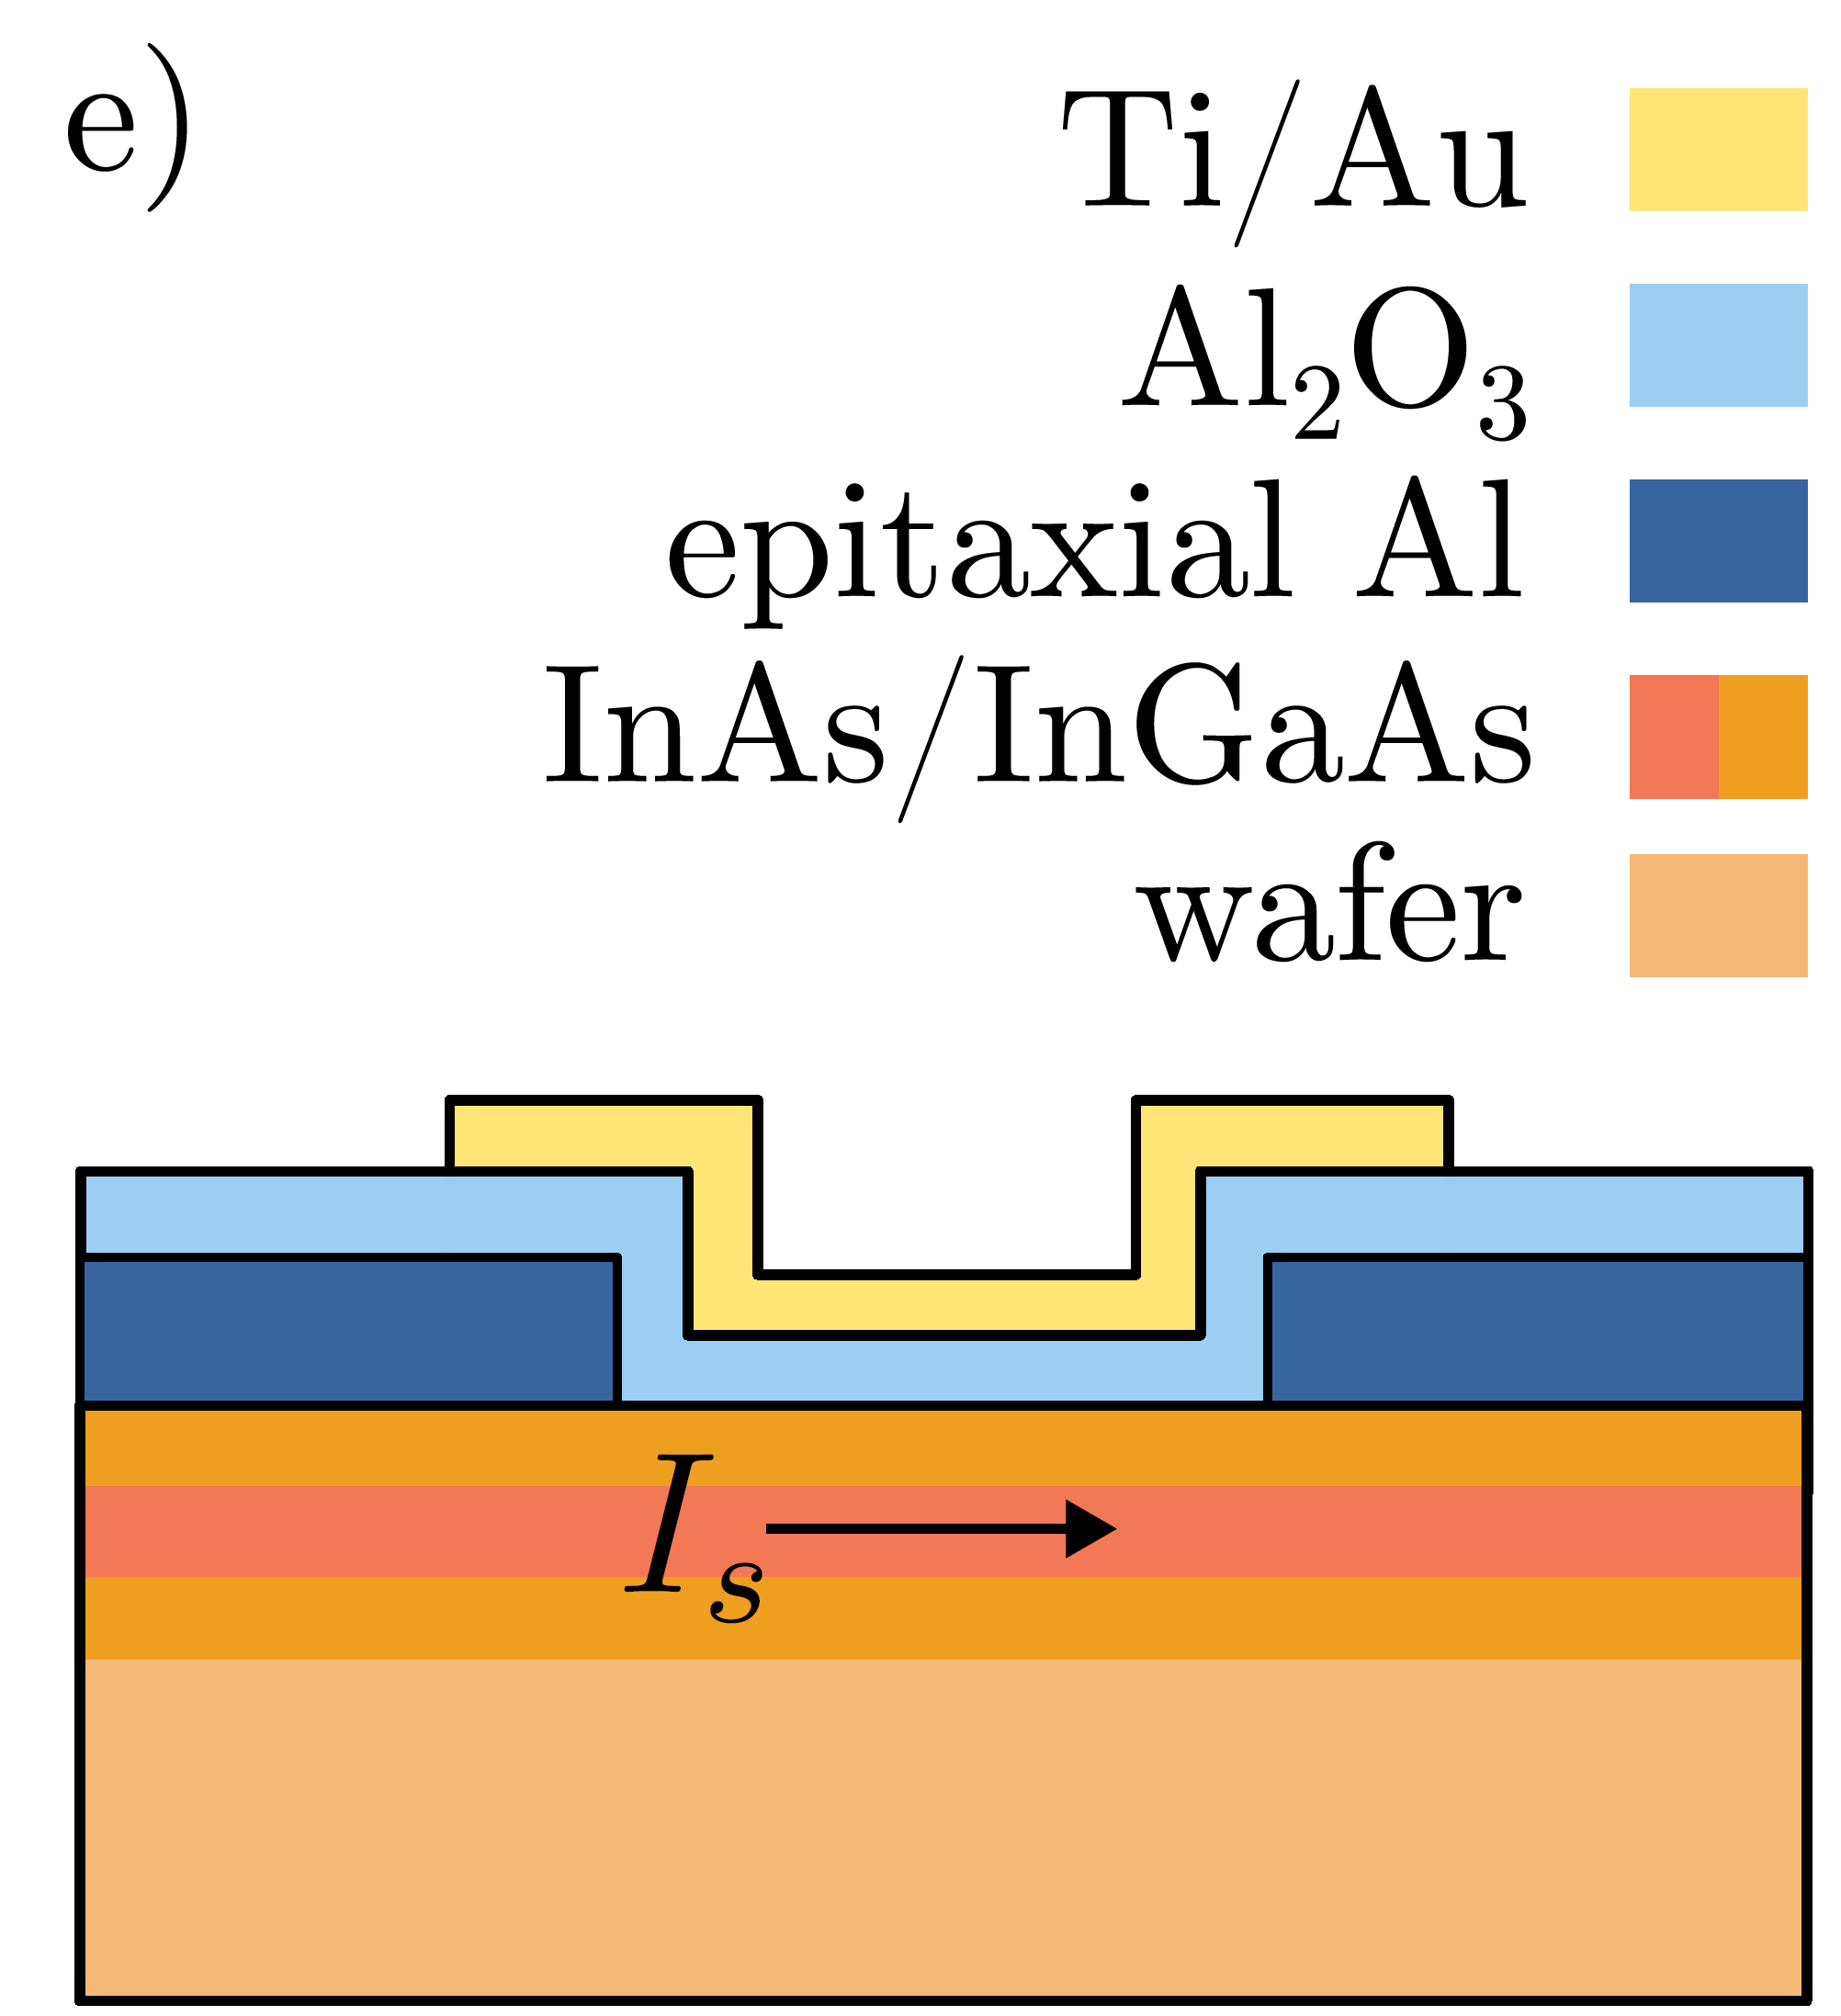 e)
Ti/Au
Al₂O₃
epitaxial Al
InAs/InGaAs
wafer
Iₛ